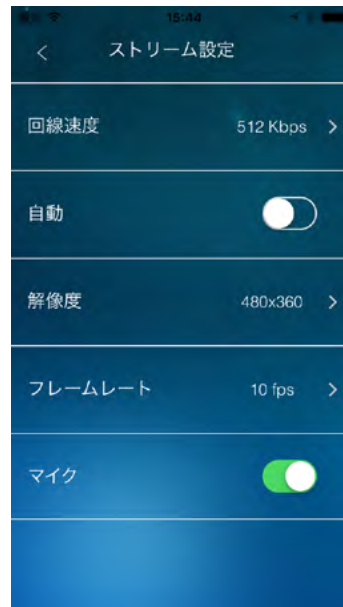 15:44
ストリーム設定
回線速度 512 Kbps
自動
解像度 480x360
フレームレート 10 fps
マイク